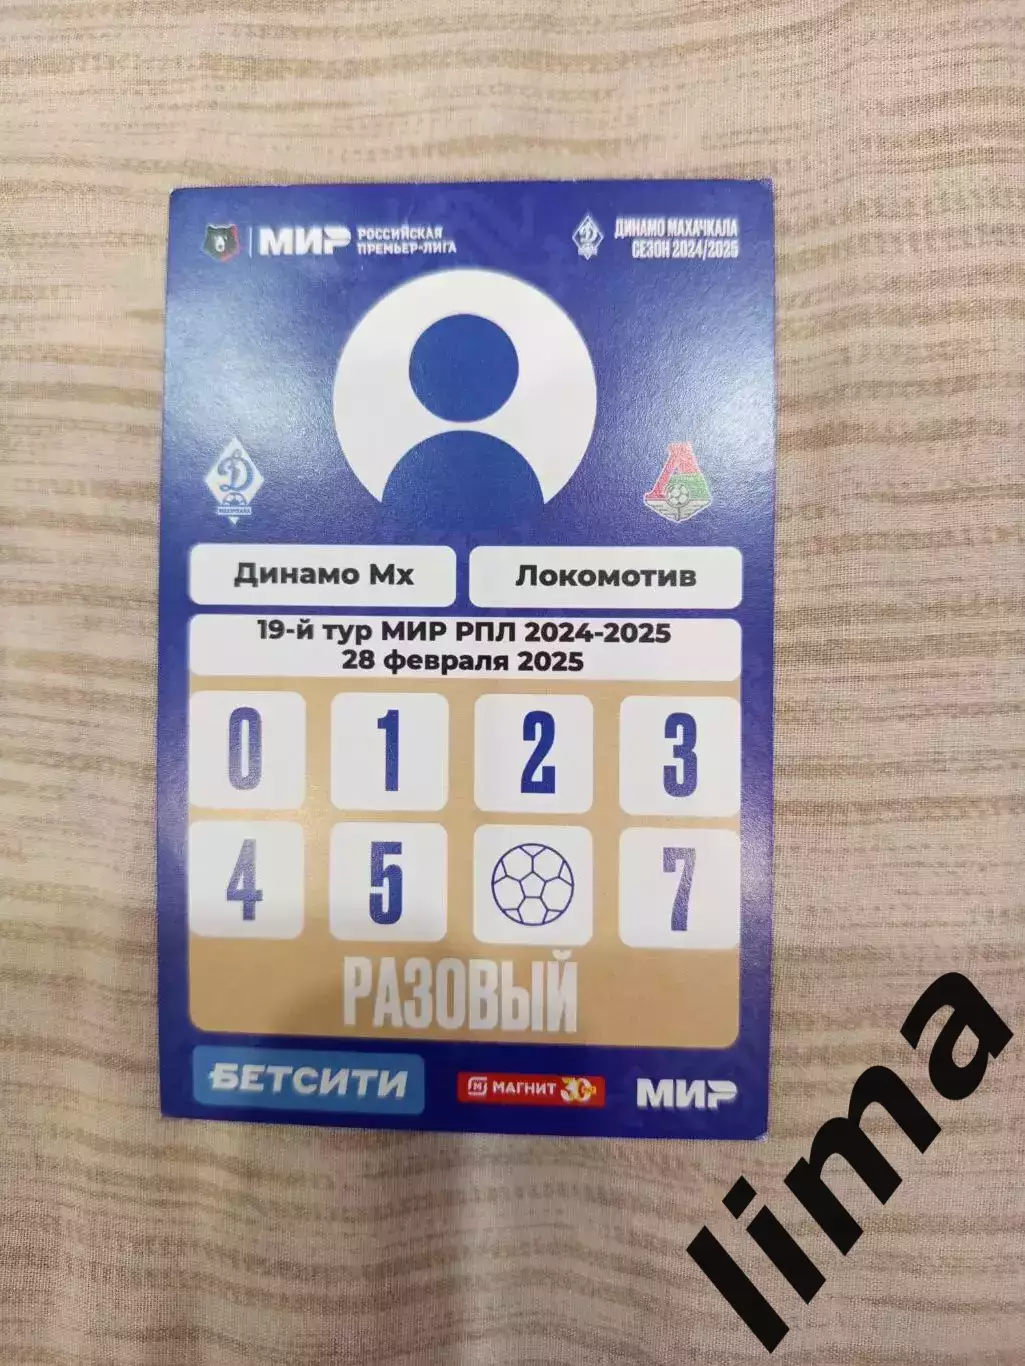 МИР РОССИЙСКАЯ
ПРЕМЬЕР-ЛИГА
ДИНАМО МАХАЧКАЛА
СЕЗОН 2024/2025
Д
Динамо Мх
Локомотив
19-й тур МИР РПЛ 2024-2025
28 февраля 2025
0 1 2 3
4 5 7
РАЗОВЫЙ
БЕТСИТИ
М МАГНИТ 30
МИР
lima